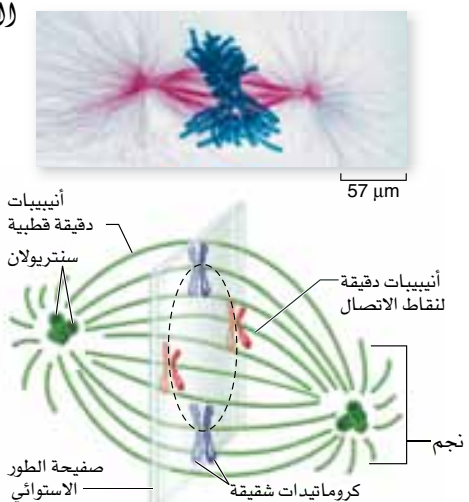 57 µm
أنيبيبات
دقيقة قطبية
سنتريولان
أنيبيبات دقيقة
لنقاط الاتصال
نجم
صفيحة الطور
الاستوائي
كروماتيدات شقيقة